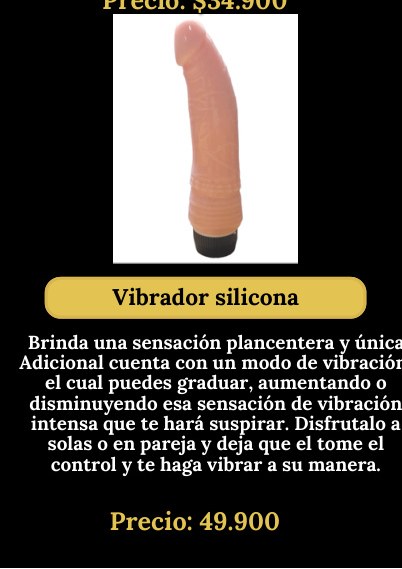 Precio: $34.900
Vibrador silicona
Brinda una sensación plancentera y única
Adicional cuenta con un modo de vibración
el cual puedes graduar, aumentando o
disminuyendo esa sensación de vibración
intensa que te hará suspirar. Disfrutalo a
solas o en pareja y deja que el tome el
control y te haga vibrar a su manera.
Precio: 49.900